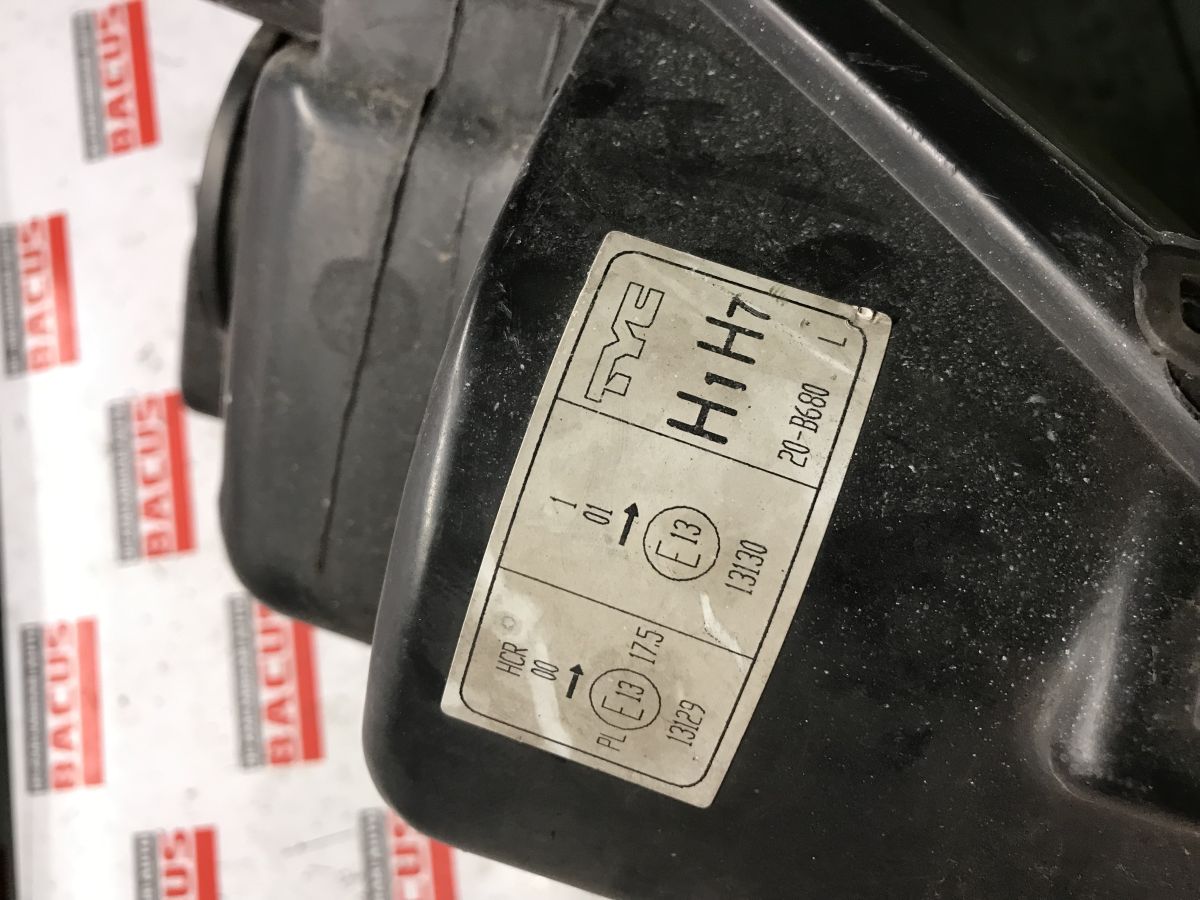 TYC
H1H7
20-B680 L
1
01
E13
13130
HCR
00
PL E13 17.5
13129
BACUS
BACUS
BACUS
BACUS
BACUS
BACUS
BACUS